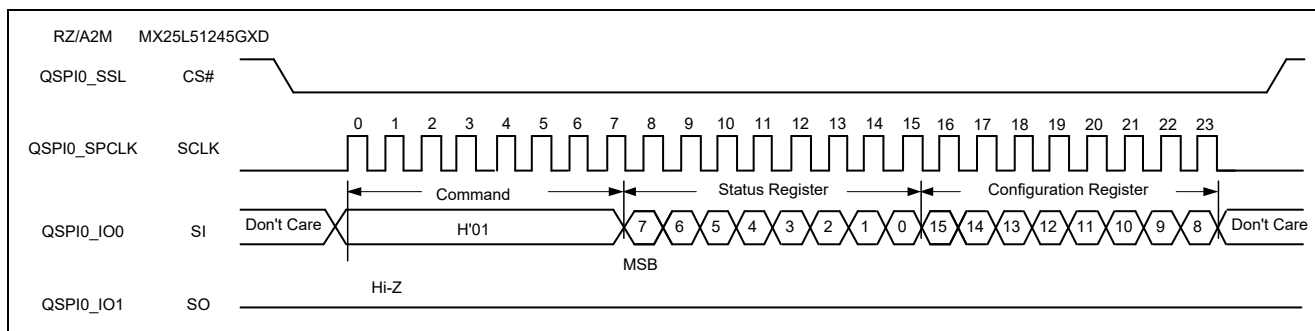 RZ/A2M MX25L51245GXD
QSPI0_SSL CS#
0 1 2 3 4 5 6 7 8 9 10 11 12 13 14 15 16 17 18 19 20 21 22 23
QSPI0_SPCLK SCLK
Command Status Register Configuration Register
QSPI0_IO0 SI Don't Care H'01 7 6 5 4 3 2 1 0 15 14 13 12 11 10 9 8 Don't Care
MSB
Hi-Z
QSPI0_IO1 SO